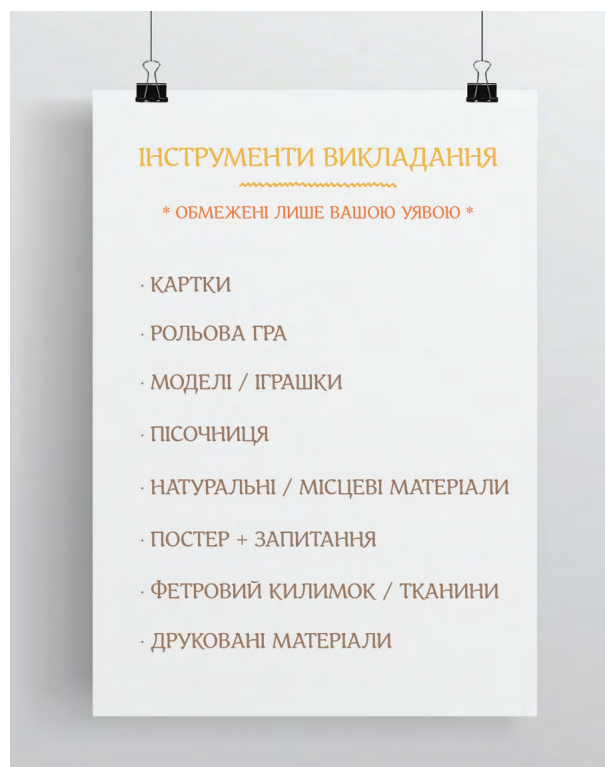 ІНСТРУМЕНТИ ВИКЛАДАННЯ
* ОБМЕЖЕНІ ЛИШЕ ВАШОЮ УЯВОЮ *
· КАРТКИ
· РОЛЬОВА ГРА
· МОДЕЛІ / ІГРАШКИ
· ПІСОЧНИЦЯ
· НАТУРАЛЬНІ / МІСЦЕВІ МАТЕРІАЛИ
· ПОСТЕР + ЗАПИТАННЯ
· ФЕТРОВИЙ КИЛИМОК / ТКАНИНИ
· ДРУКОВАНІ МАТЕРІАЛИ